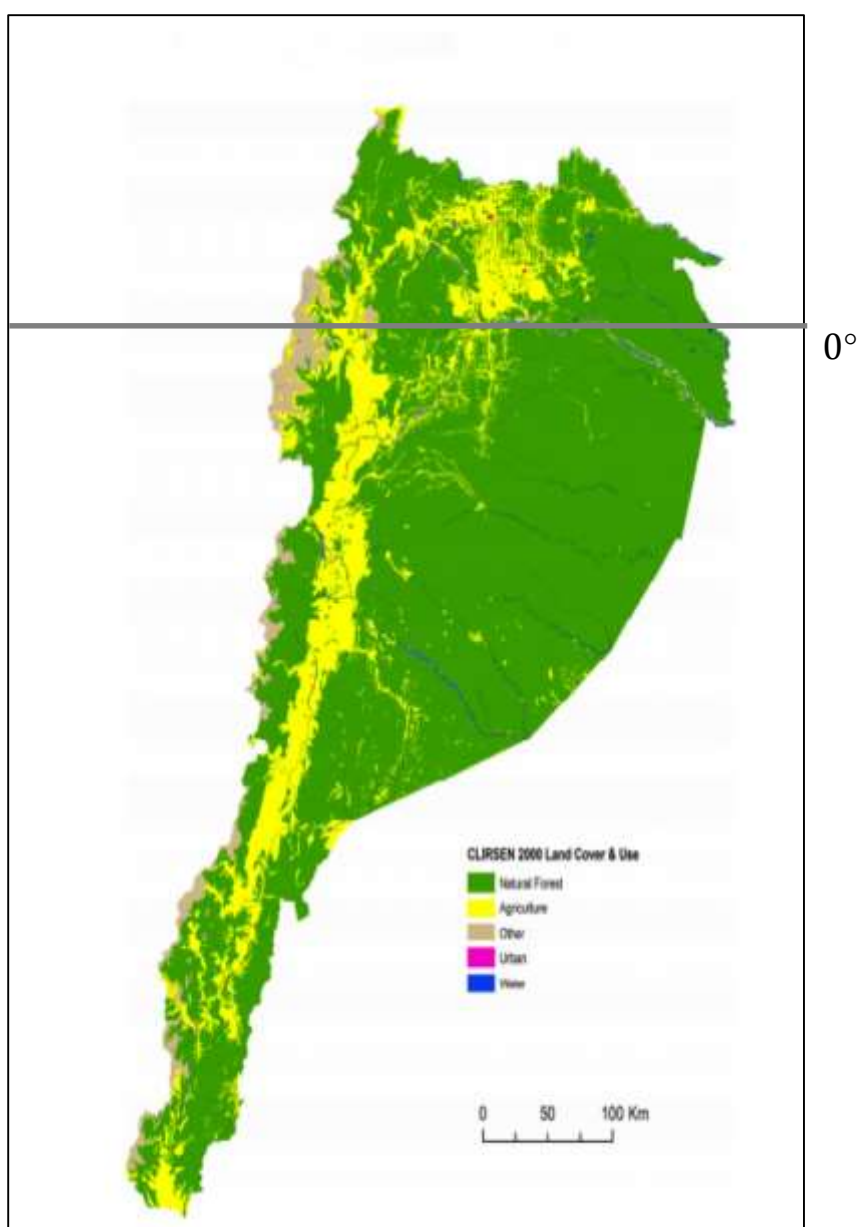 0°
CLIRSEN 2000 Land Cover & Use
Natural Forest
Agriculture
Other
Urban
Water
0 50 100 Km